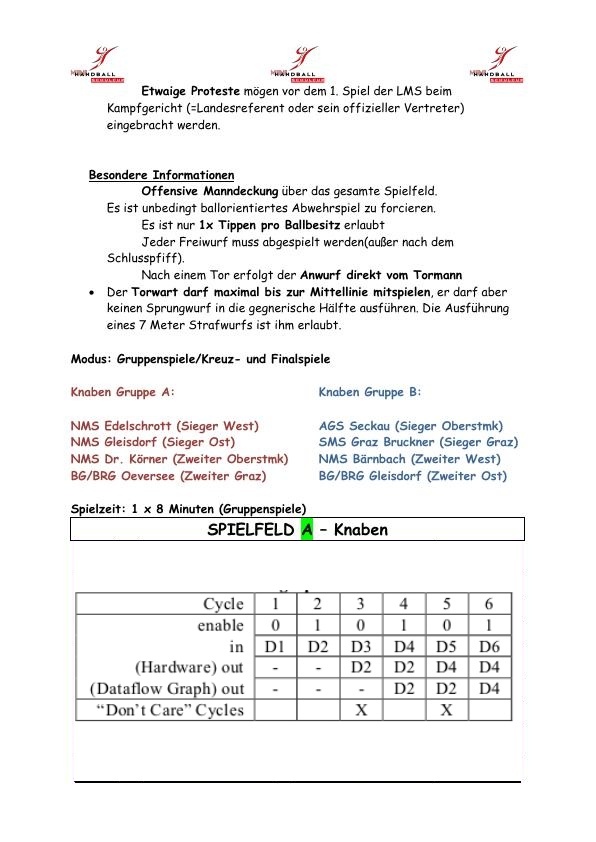 HANDBALL HANDBALL HANDBALL
SCHULCUP SCHULCUP SCHULCUP
Etwaige Proteste mögen vor dem 1. Spiel der LMS beim
Kampfgericht (=Landesreferent oder sein offizieller Vertreter)
eingebracht werden.
Besondere Informationen
Offensive Manndeckung über das gesamte Spielfeld.
Es ist unbedingt ballorientiertes Abwehrspiel zu forcieren.
Es ist nur 1x Tippen pro Ballbesitz erlaubt
Jeder Freiwurf muss abgespielt werden(außer nach dem
Schlusspfiff).
Nach einem Tor erfolgt der Anwurf direkt vom Tormann
• Der Torwart darf maximal bis zur Mittellinie mitspielen, er darf aber
keinen Sprungwurf in die gegnerische Hälfte ausführen. Die Ausführung
eines 7 Meter Strafwurfs ist ihm erlaubt.
Modus: Gruppenspiele/Kreuz- und Finalspiele
Knaben Gruppe A: Knaben Gruppe B:
NMS Edelschrott (Sieger West) AGS Seckau (Sieger Oberstmk)
NMS Gleisdorf (Sieger Ost) SMS Graz Bruckner (Sieger Graz)
NMS Dr. Körner (Zweiter Oberstmk) NMS Bärnbach (Zweiter West)
BG/BRG Oeversee (Zweiter Graz) BG/BRG Gleisdorf (Zweiter Ost)
Spielzeit: 1 x 8 Minuten (Gruppenspiele)
SPIELFELD A – Knaben
Cycle 1 2 3 4 5 6
enable 0 1 0 1 0 1
in D1 D2 D3 D4 D5 D6
(Hardware) out - - D2 D2 D4 D4
(Dataflow Graph) out - - - D2 D2 D4
“Don’t Care” Cycles X X